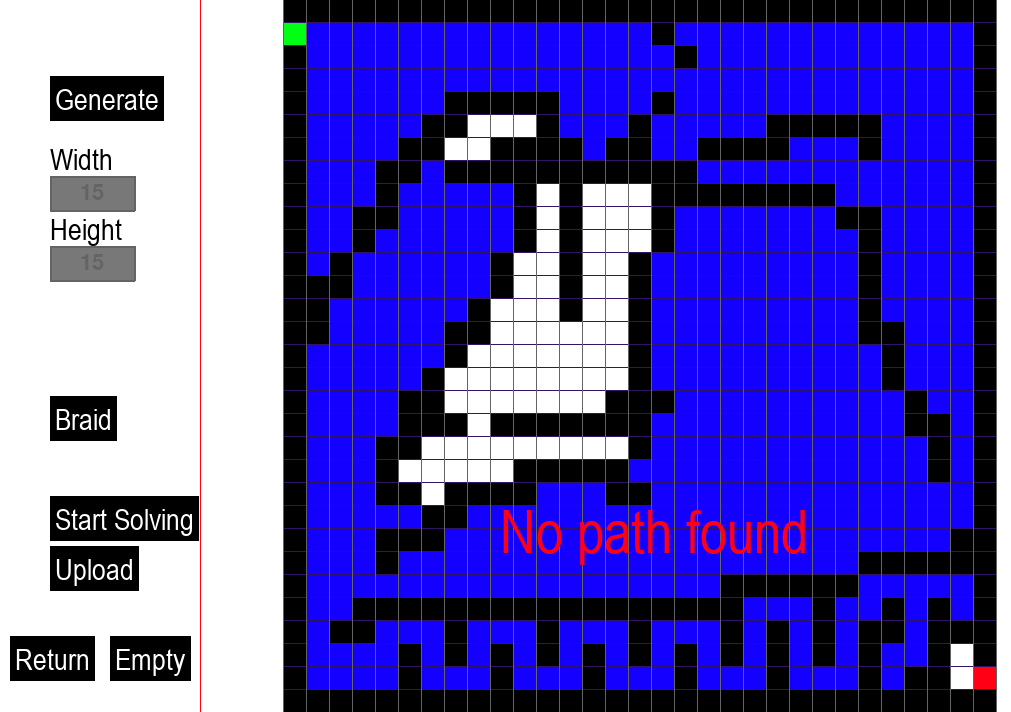 Generate
Width
15
Height
15
Braid
Start Solving
Upload
Return
Empty
No path found